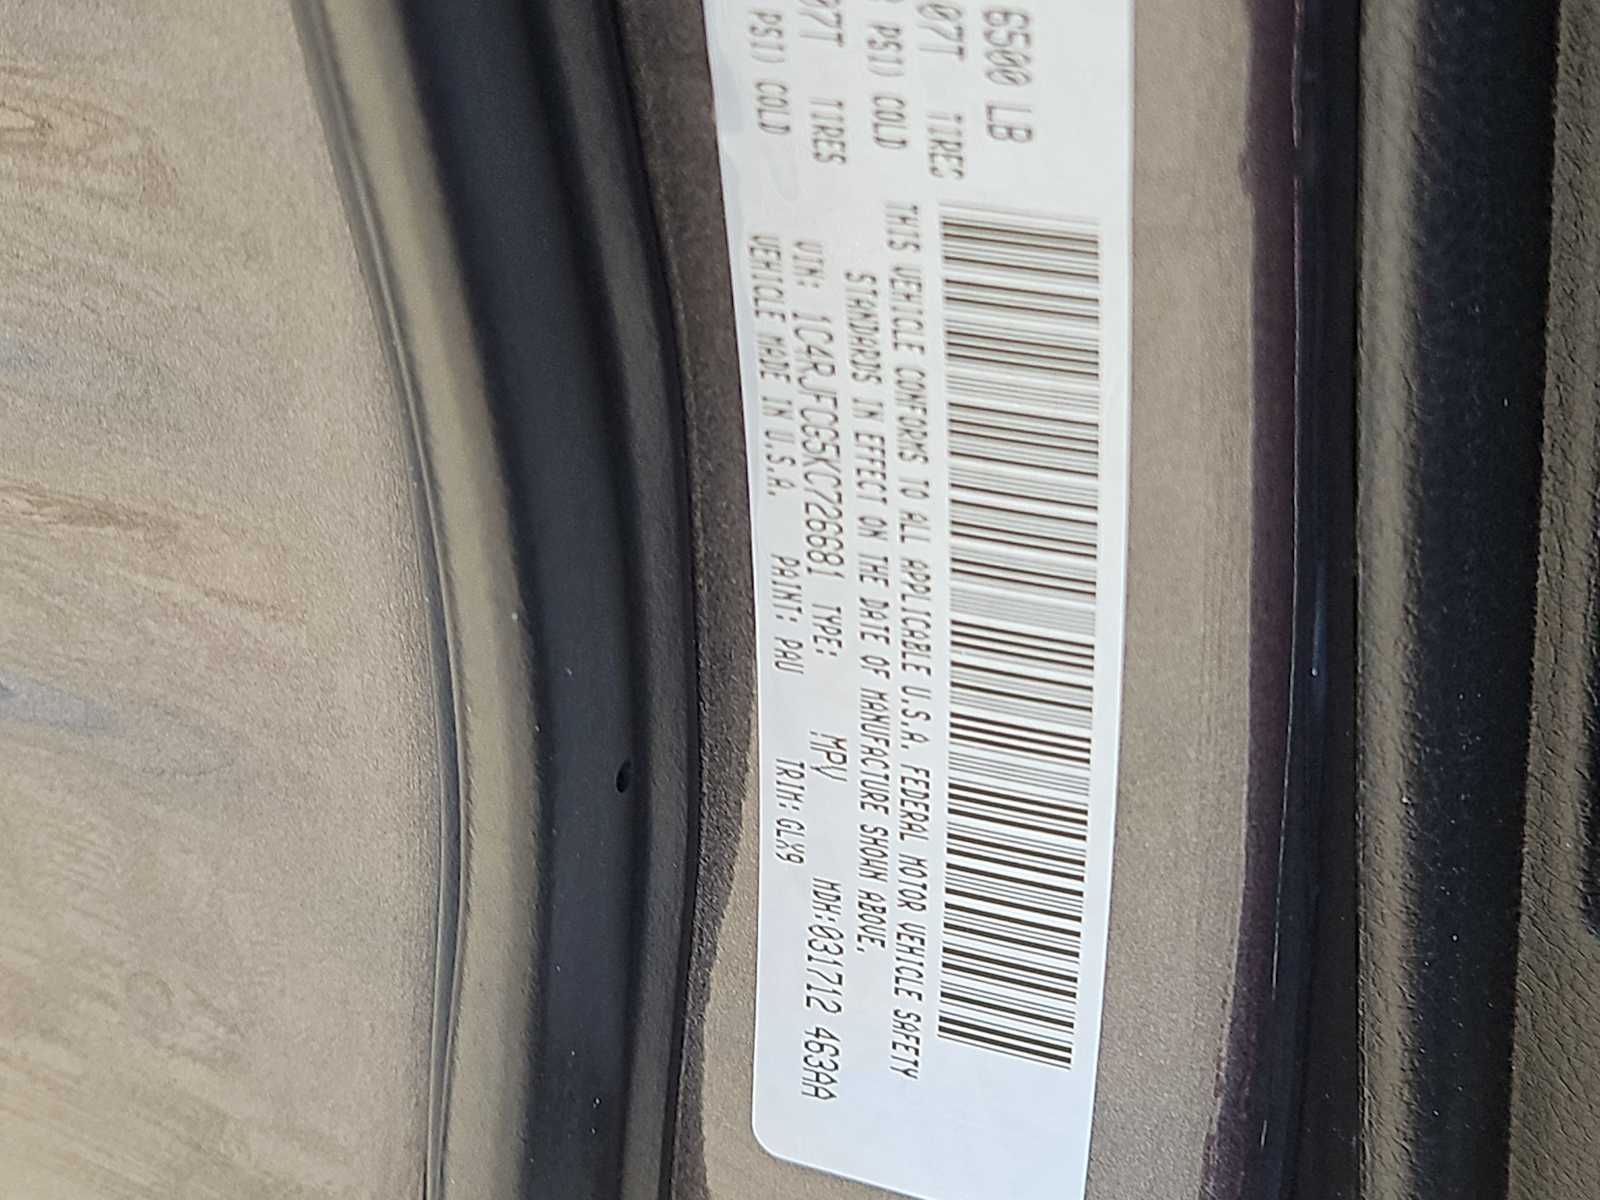 6500 LB
07T TIRES
PSI) COLD
07T TIRES
PSI) COLD
THIS VEHICLE CONFORMS TO ALL APPLICABLE U.S.A. FEDERAL MOTOR VEHICLE SAFETY
STANDARDS IN EFFECT ON THE DATE OF MANUFACTURE SHOWN ABOVE.
VIN: 1C4RJFCG5KC726681 TYPE: MPV MDH:031712 463AA
VEHICLE MADE IN U.S.A. PAINT: PAU TRIM:GLX9